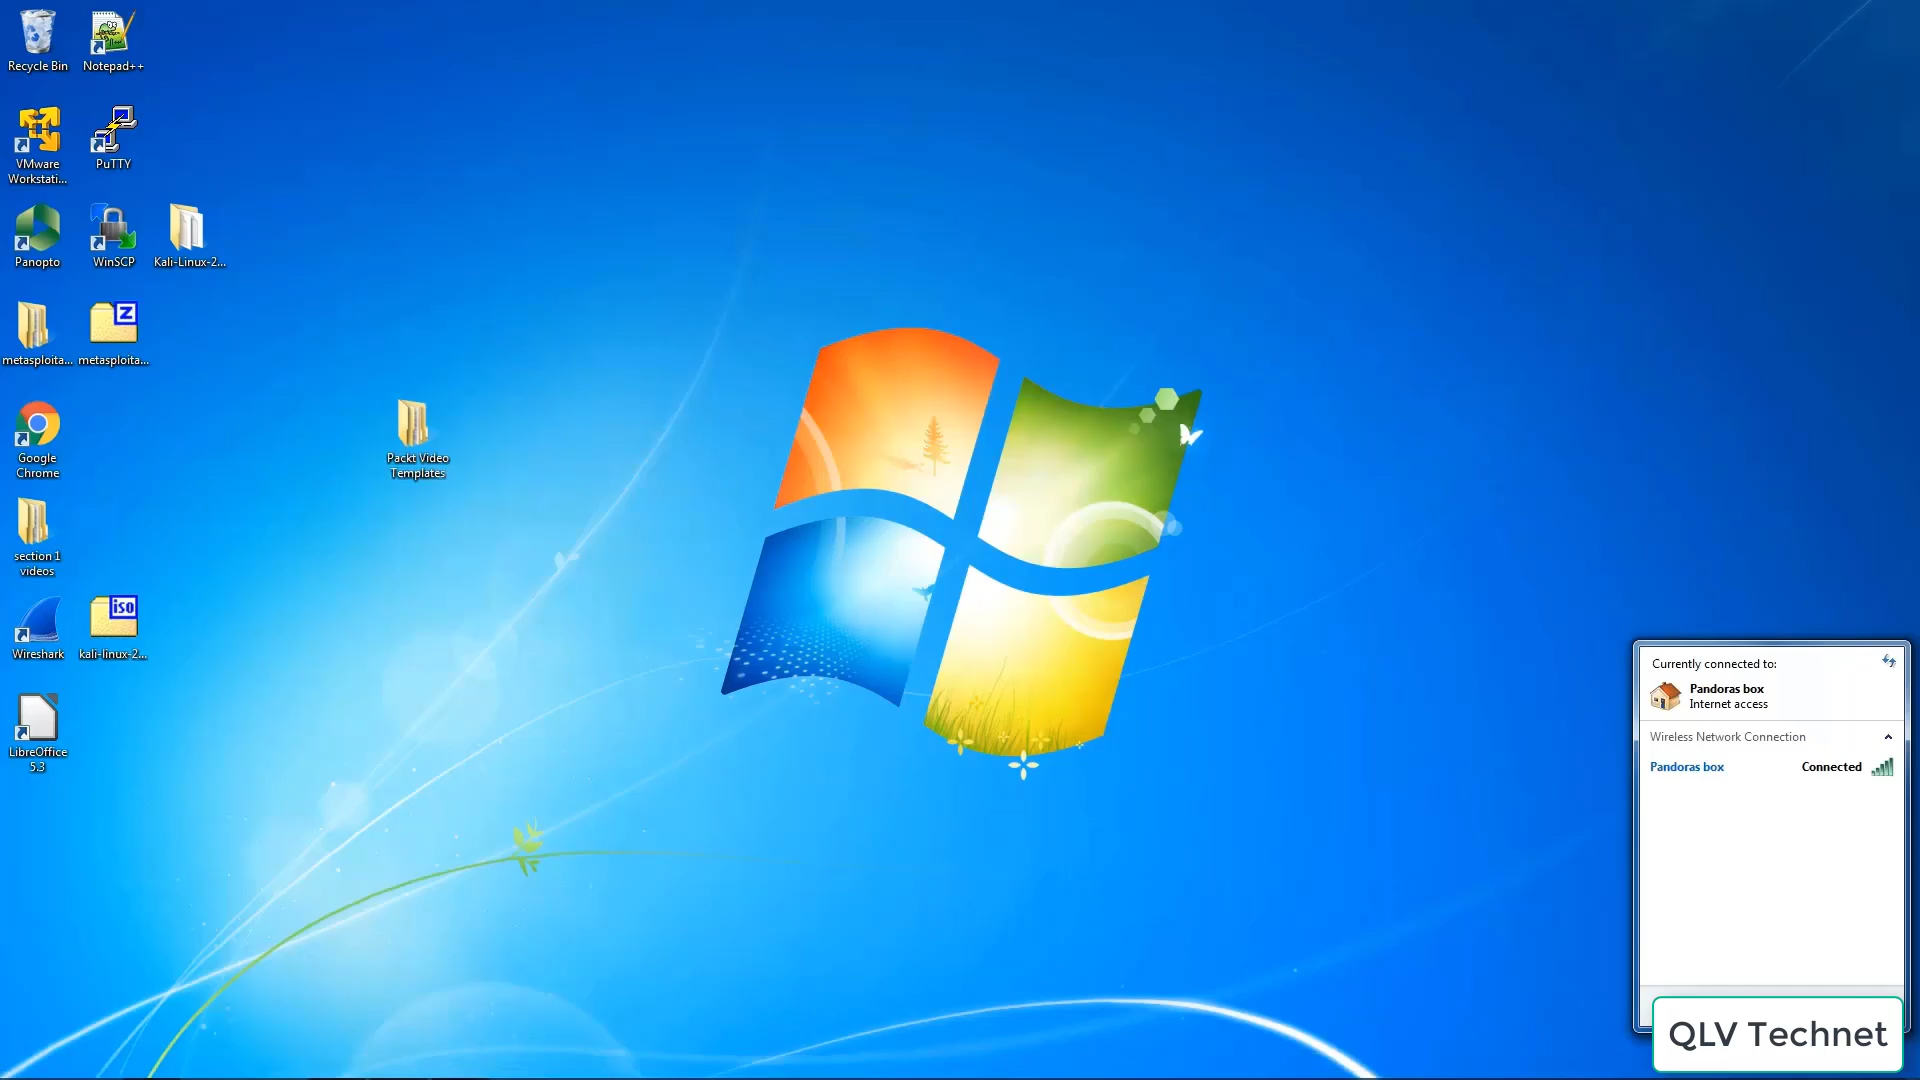 Recycle Bin
Notepad++
VMware
Workstati...
PuTTY
Panopto
WinSCP
Kali-Linux-2...
metasploita...
metasploita...
Google
Chrome
Packt Video
Templates
section 1
videos
Wireshark
iso
kali-linux-2...
LibreOffice
5.3
Z
Currently connected to:
Pandoras box
Internet access
Wireless Network Connection
Pandoras box
Connected
QLV Technet